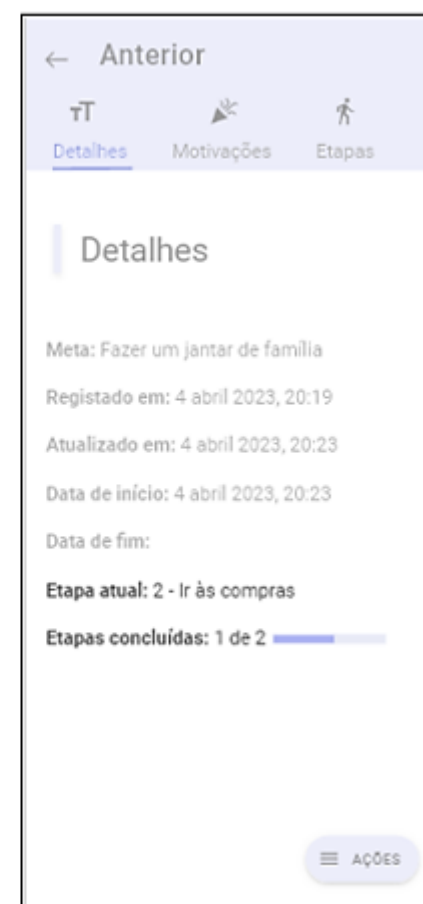 Anterior
Detalhes Motivações Etapas
Detalhes
Meta: Fazer um jantar de família
Registado em: 4 abril 2023, 20:19
Atualizado em: 4 abril 2023, 20:23
Data de início: 4 abril 2023, 20:23
Data de fim:
Etapa atual: 2 - Ir às compras
Etapas concluídas: 1 de 2
AÇÕES